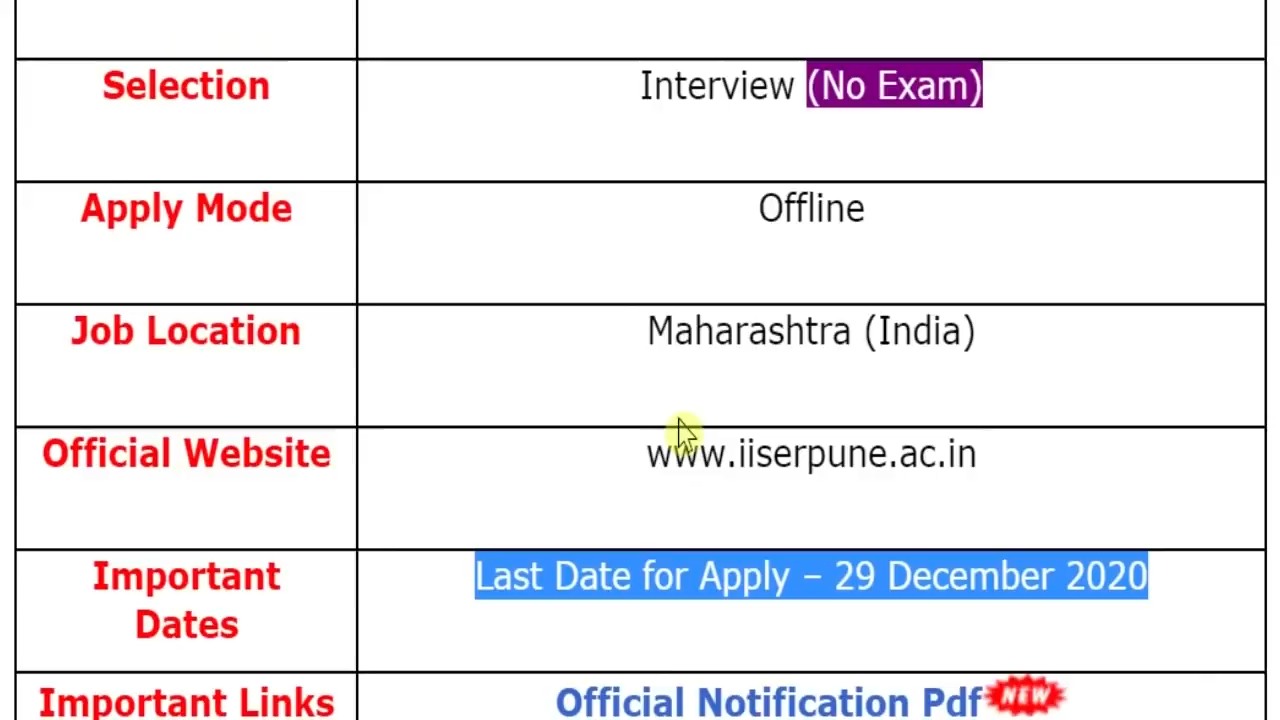 Selection
Interview (No Exam)
Apply Mode
Offline
Job Location
Maharashtra (India)
Official Website
www.iiserpune.ac.in
Important
Dates
Last Date for Apply – 29 December 2020
Important Links
Official Notification Pdf NEW